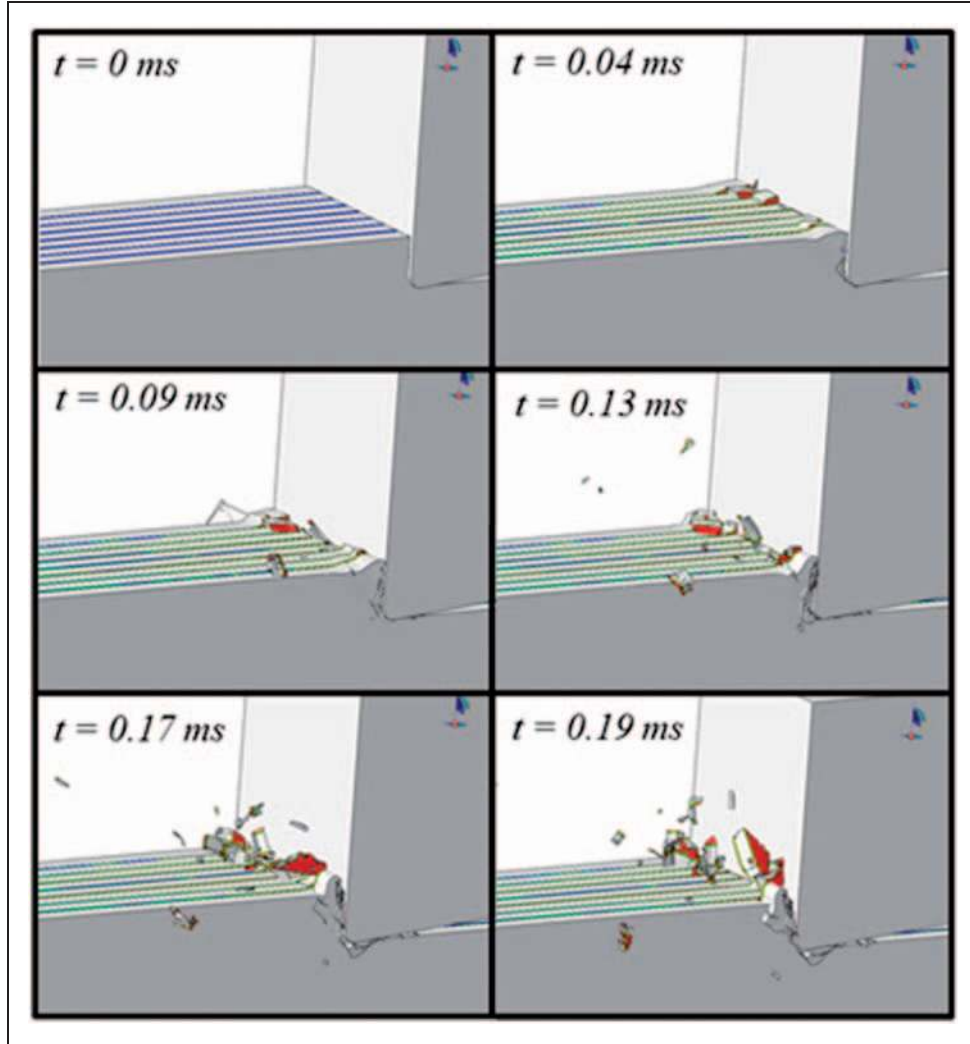 t = 0 ms
t = 0.04 ms
t = 0.09 ms
t = 0.13 ms
t = 0.17 ms
t = 0.19 ms